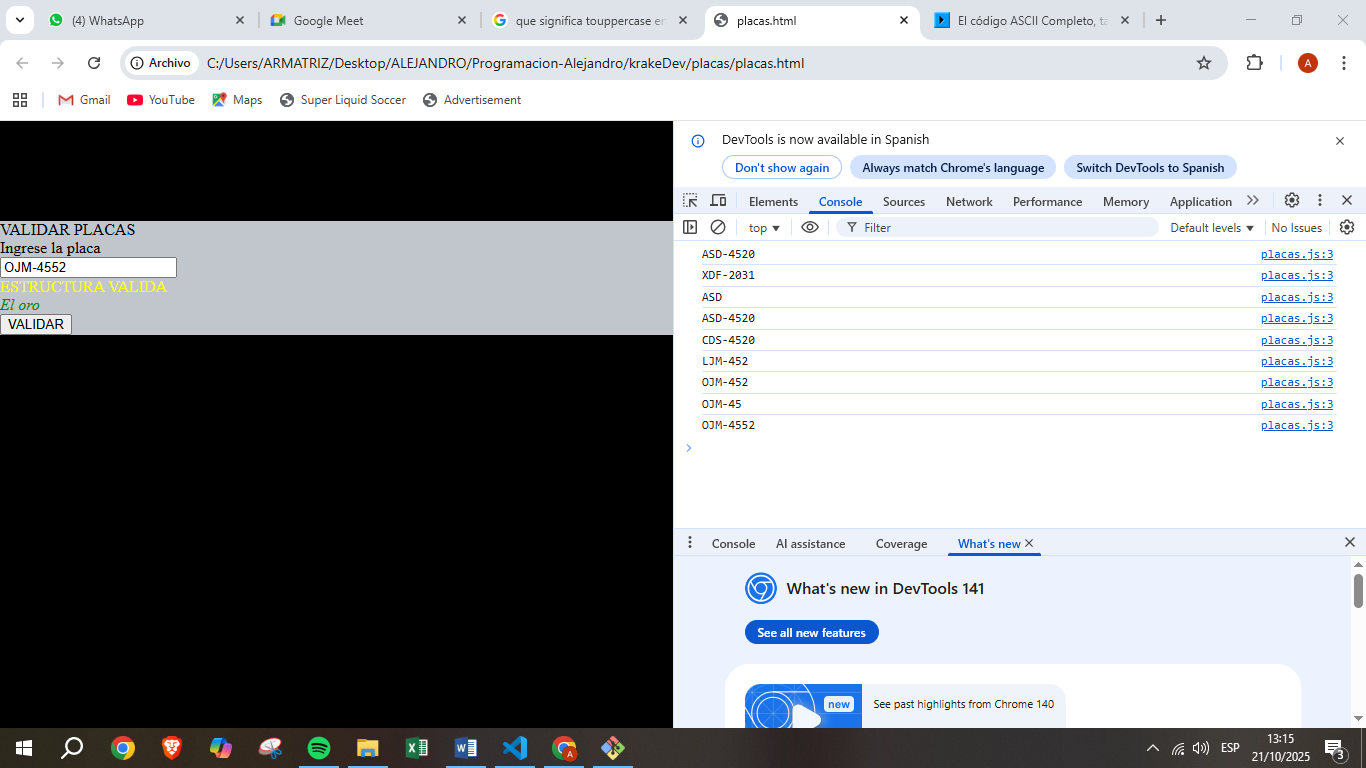 (4) WhatsApp
Google Meet
que significa touppercase en
placas.html
El código ASCII Completo, ta
Archivo
C:/Users/ARMATRIZ/Desktop/ALEJANDRO/Programacion-Alejandro/krakeDev/placas/placas.html
A
Gmail
YouTube
Maps
Super Liquid Soccer
Advertisement
VALIDAR PLACAS
Ingrese la placa
OJM-4552
ESTRUCTURA VALIDA
El oro
VALIDAR
DevTools is now available in Spanish
Don't show again
Always match Chrome's language
Switch DevTools to Spanish
Elements
Console
Sources
Network
Performance
Memory
Application
top
Filter
Default levels
No Issues
ASD-4520 placas.js:3
XDF-2031 placas.js:3
ASD placas.js:3
ASD-4520 placas.js:3
CDS-4520 placas.js:3
LJM-452 placas.js:3
OJM-452 placas.js:3
OJM-45 placas.js:3
OJM-4552 placas.js:3
Console
AI assistance
Coverage
What's new
What's new in DevTools 141
See all new features
new
See past highlights from Chrome 140
ESP
13:15
21/10/2025
3